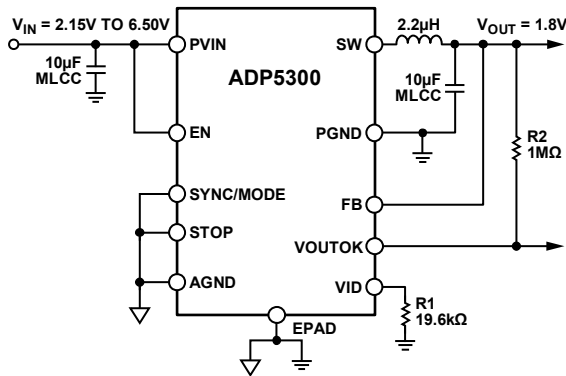 VIN = 2.15V TO 6.50V
10µF
MLCC
PVIN
EN
SYNC/MODE
STOP
AGND
ADP5300
SW
PGND
FB
VOUTOK
VID
EPAD
2.2µH
VOUT = 1.8V
10µF
MLCC
R2
1MΩ
R1
19.6kΩ